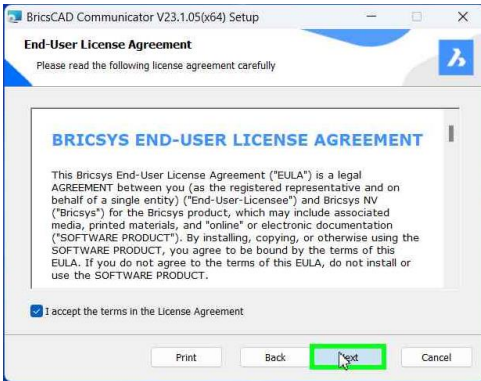 BricsCAD Communicator V23.1.05(x64) Setup
End-User License Agreement
Please read the following license agreement carefully
BRICSYS END-USER LICENSE AGREEMENT
This Bricsys End-User License Agreement ("EULA") is a legal
AGREEMENT between you (as the registered representative and on
behalf of a single entity) ("End-User-Licensee") and Bricsys NV
("Bricsys") for the Bricsys product, which may include associated
media, printed materials, and "online" or electronic documentation
("SOFTWARE PRODUCT"). By installing, copying, or otherwise using the
SOFTWARE PRODUCT, you agree to be bound by the terms of this
EULA. If you do not agree to the terms of this EULA, do not install or
use the SOFTWARE PRODUCT.
I accept the terms in the License Agreement
Print Back Next Cancel